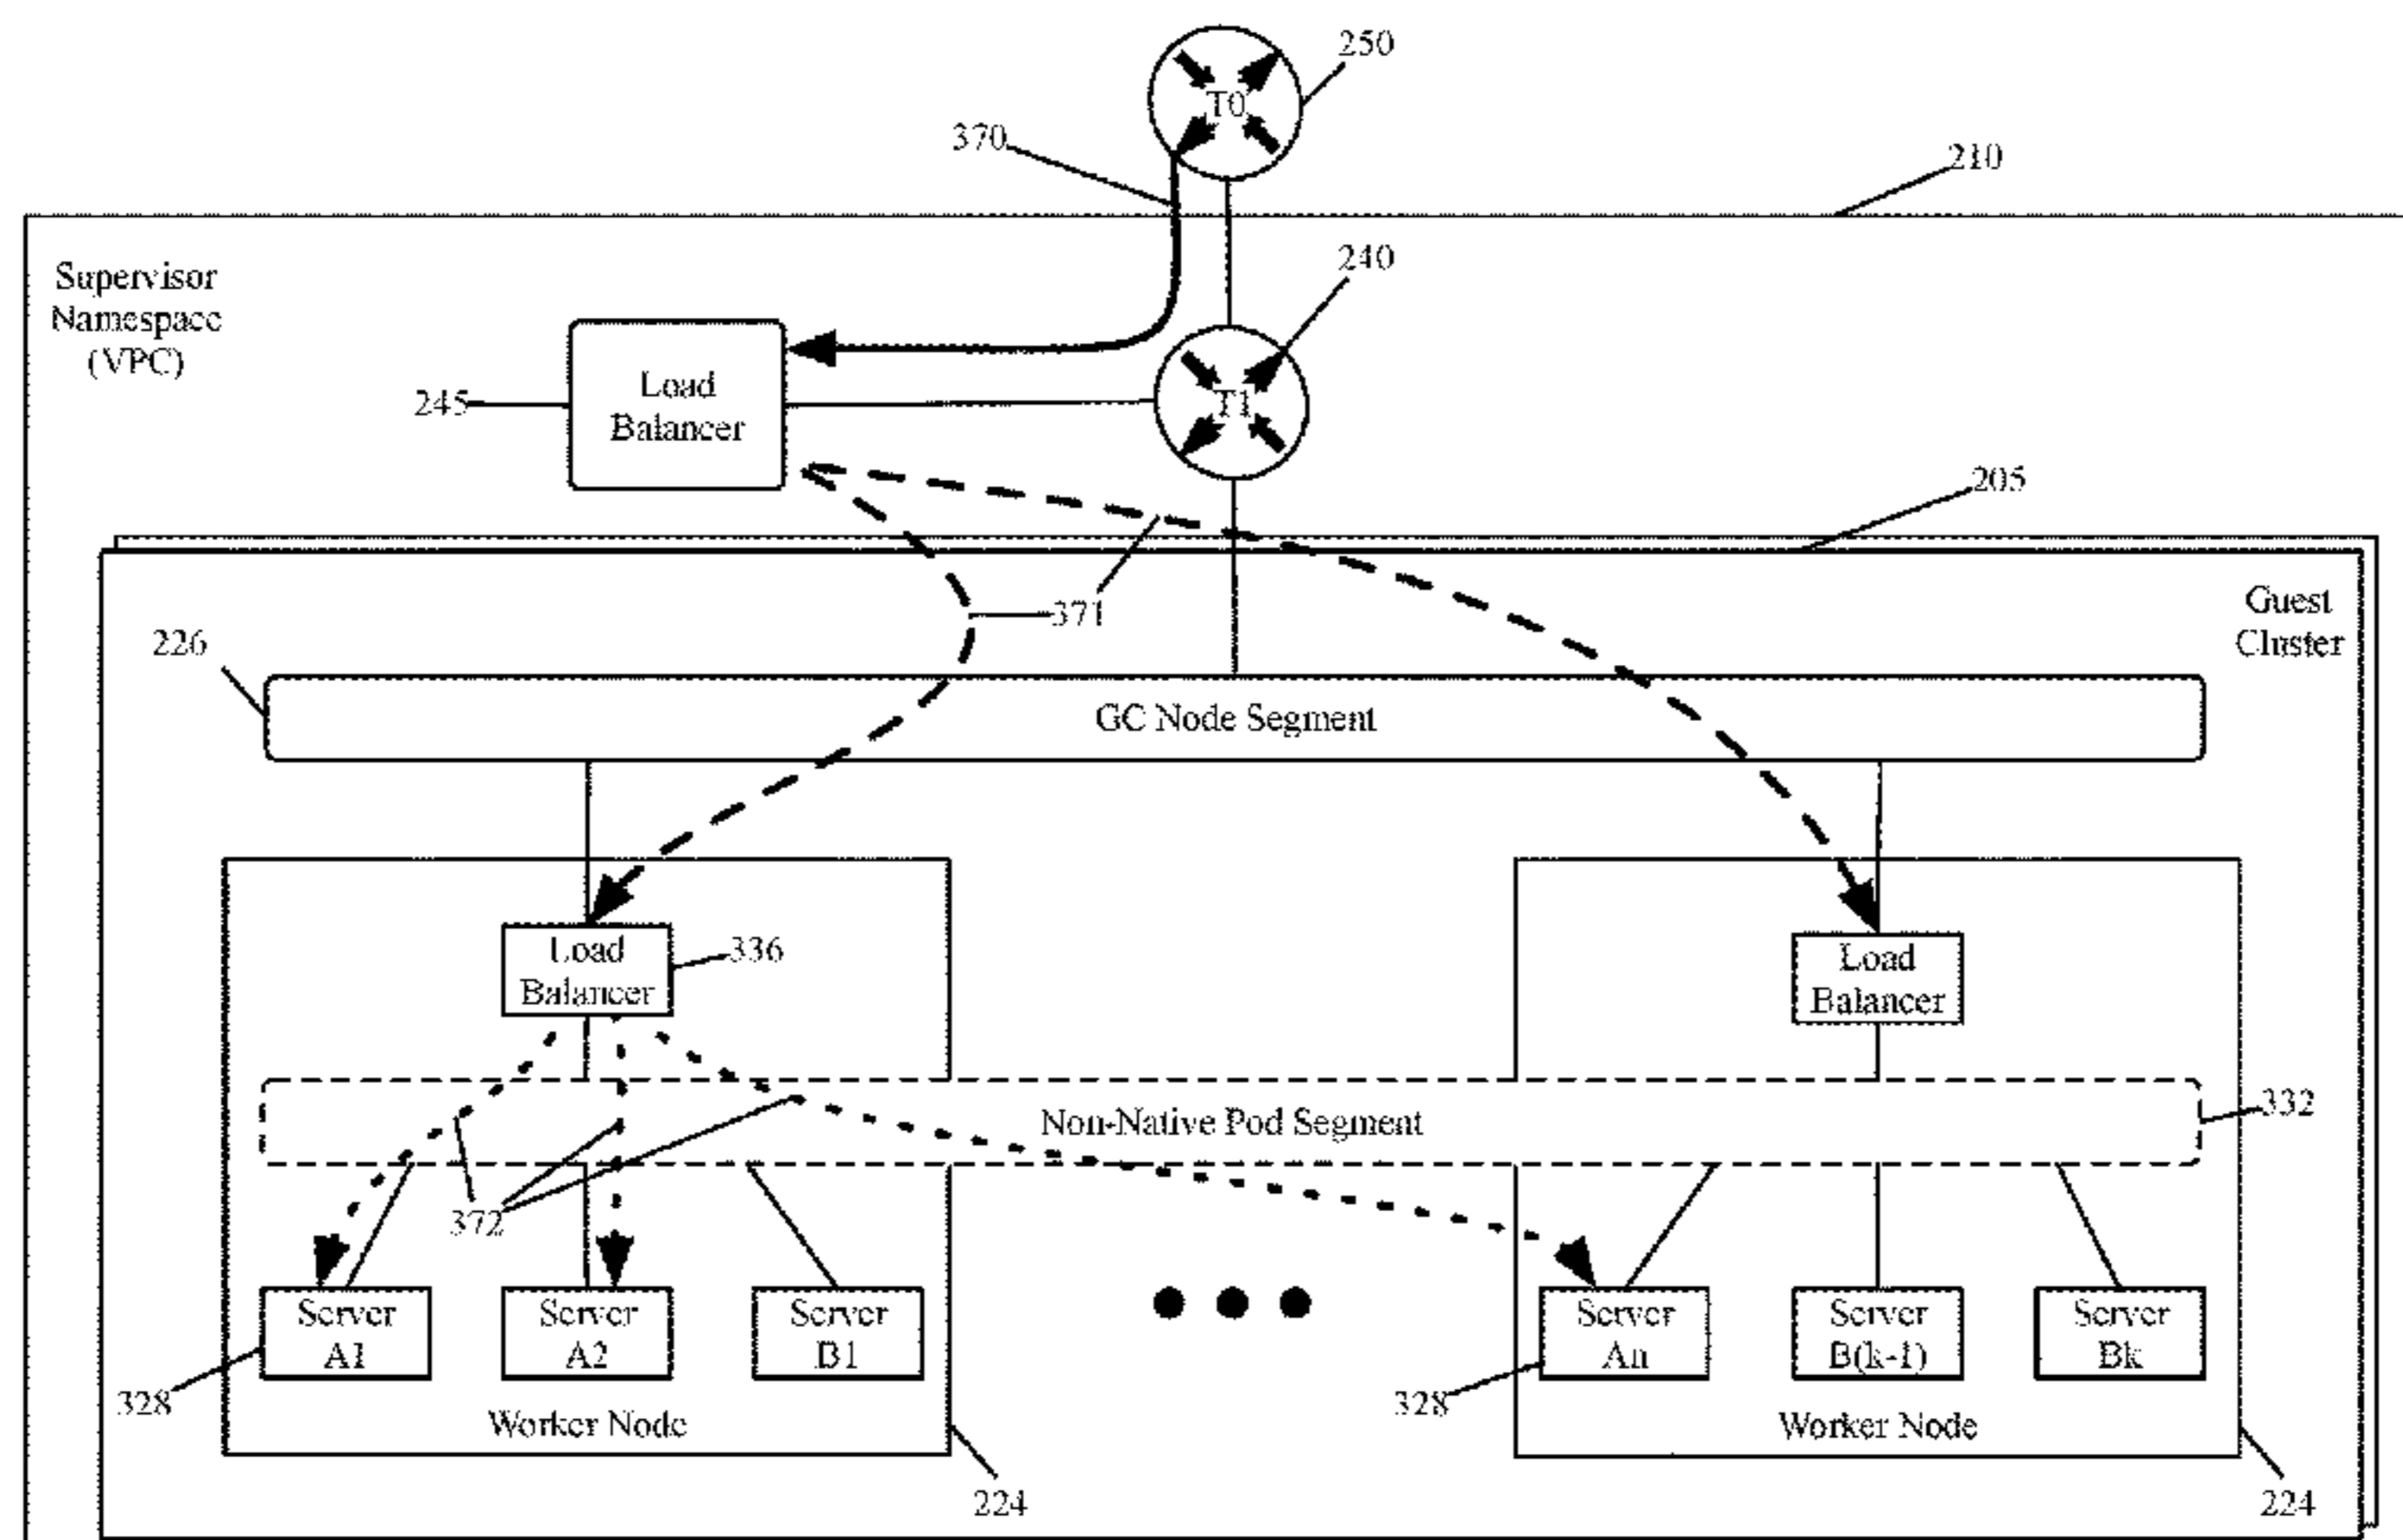 250
T0
370
210
Supervisor
Namespace
(VPC)
240
Load
Balancer
245
T1
205
371
Guest
Cluster
226
GC Node Segment
Load
Balancer
336
Load
Balancer
Non-Native Pod Segment
332
372
Server
A1
Server
A2
Server
B1
Server
An
Server
B(k-1)
Server
Bk
328
328
Worker Node
Worker Node
224
224